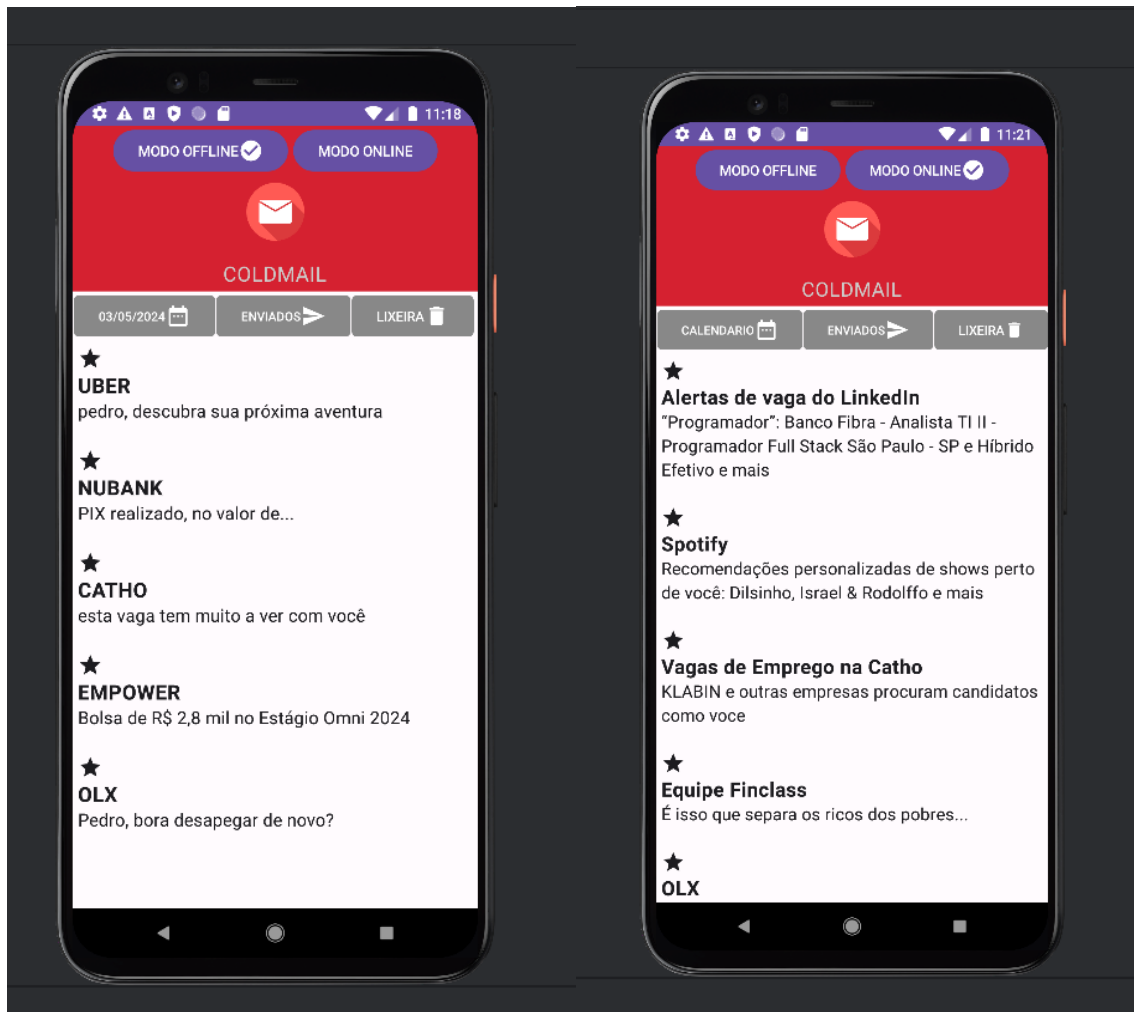 11:18
MODO OFFLINE
MODO ONLINE
COLDMAIL
03/05/2024
ENVIADOS
LIXEIRA
UBER
pedro, descubra sua próxima aventura
NUBANK
PIX realizado, no valor de...
CATHO
esta vaga tem muito a ver com você
EMPOWER
Bolsa de R$ 2,8 mil no Estágio Omni 2024
OLX
Pedro, bora desapegar de novo?
11:21
MODO OFFLINE
MODO ONLINE
COLDMAIL
CALENDARIO
ENVIADOS
LIXEIRA
Alertas de vaga do LinkedIn
“Programador”: Banco Fibra - Analista TI II -
Programador Full Stack São Paulo - SP e Híbrido
Efetivo e mais
Spotify
Recomendações personalizadas de shows perto
de você: Dilsinho, Israel & Rodolffo e mais
Vagas de Emprego na Catho
KLABIN e outras empresas procuram candidatos
como voce
Equipe Finclass
É isso que separa os ricos dos pobres...
OLX